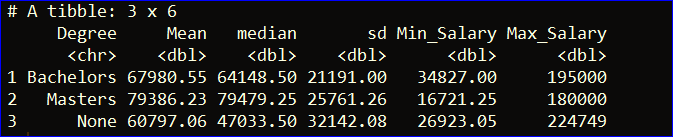 # A tibble: 3 x 6
Degree Mean median sd Min_Salary Max_Salary
<chr> <dbl> <dbl> <dbl> <dbl> <dbl>
1 Bachelors 67980.55 64148.50 21191.00 34827.00 195000
2 Masters 79386.23 79479.25 25761.26 16721.25 180000
3 None 60797.06 47033.50 32142.08 26923.05 224749